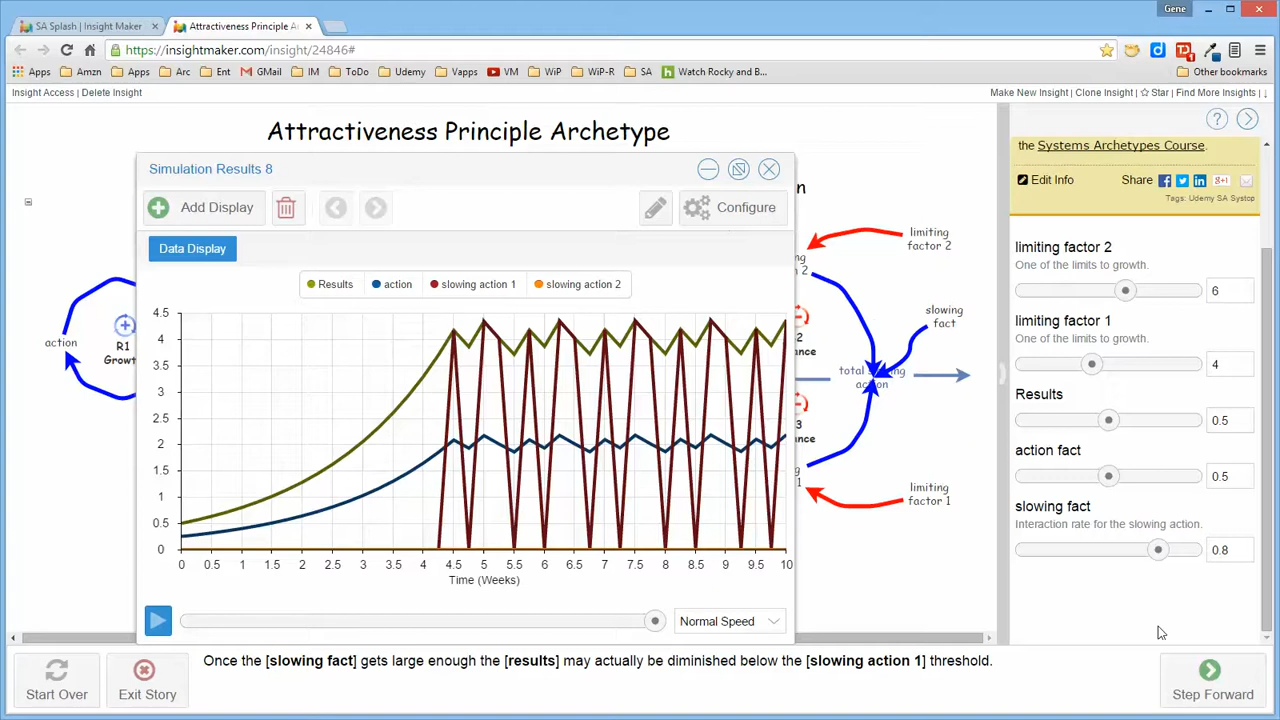 Gene
SA Splash | Insight Maker
Attractiveness Principle Ar
https://insightmaker.com/insight/24846#
Apps
Amzn
Apps
Arc
Ent
GMail
IM
ToDo
Udemy
Vapps
VM
WiP
WiP-R
SA
Watch Rocky and B...
Other bookmarks
Insight Access | Delete Insight
Make New Insight | Clone Insight | Star | Find More Insights |
Attractiveness Principle Archetype
the Systems Archetypes Course.
Edit Info
Share
Tags: Udemy SA Systop
Simulation Results 8
Add Display
Configure
Data Display
Results
action
slowing action 1
slowing action 2
4.5
4
3.5
3
2.5
2
1.5
1
0.5
0
0 0.5 1 1.5 2 2.5 3 3.5 4 4.5 5 5.5 6 6.5 7 7.5 8 8.5 9 9.5 10
Time (Weeks)
Normal Speed
action
R1
Growt
limiting
factor 2
slowing
fact
action
limiting
factor 1
limiting factor 2
One of the limits to growth.
6
limiting factor 1
One of the limits to growth.
4
Results
0.5
action fact
0.5
slowing fact
Interaction rate for the slowing action.
0.8
Start Over
Exit Story
Once the [slowing fact] gets large enough the [results] may actually be diminished below the [slowing action 1] threshold.
Step Forward